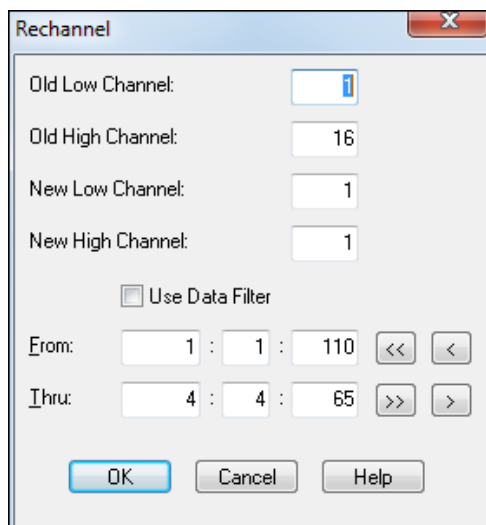 Rechannel
Old Low Channel: 1
Old High Channel: 16
New Low Channel: 1
New High Channel: 1
Use Data Filter
From: 1 : 1 : 110 << <
Thru: 4 : 4 : 65 >> >
OK Cancel Help